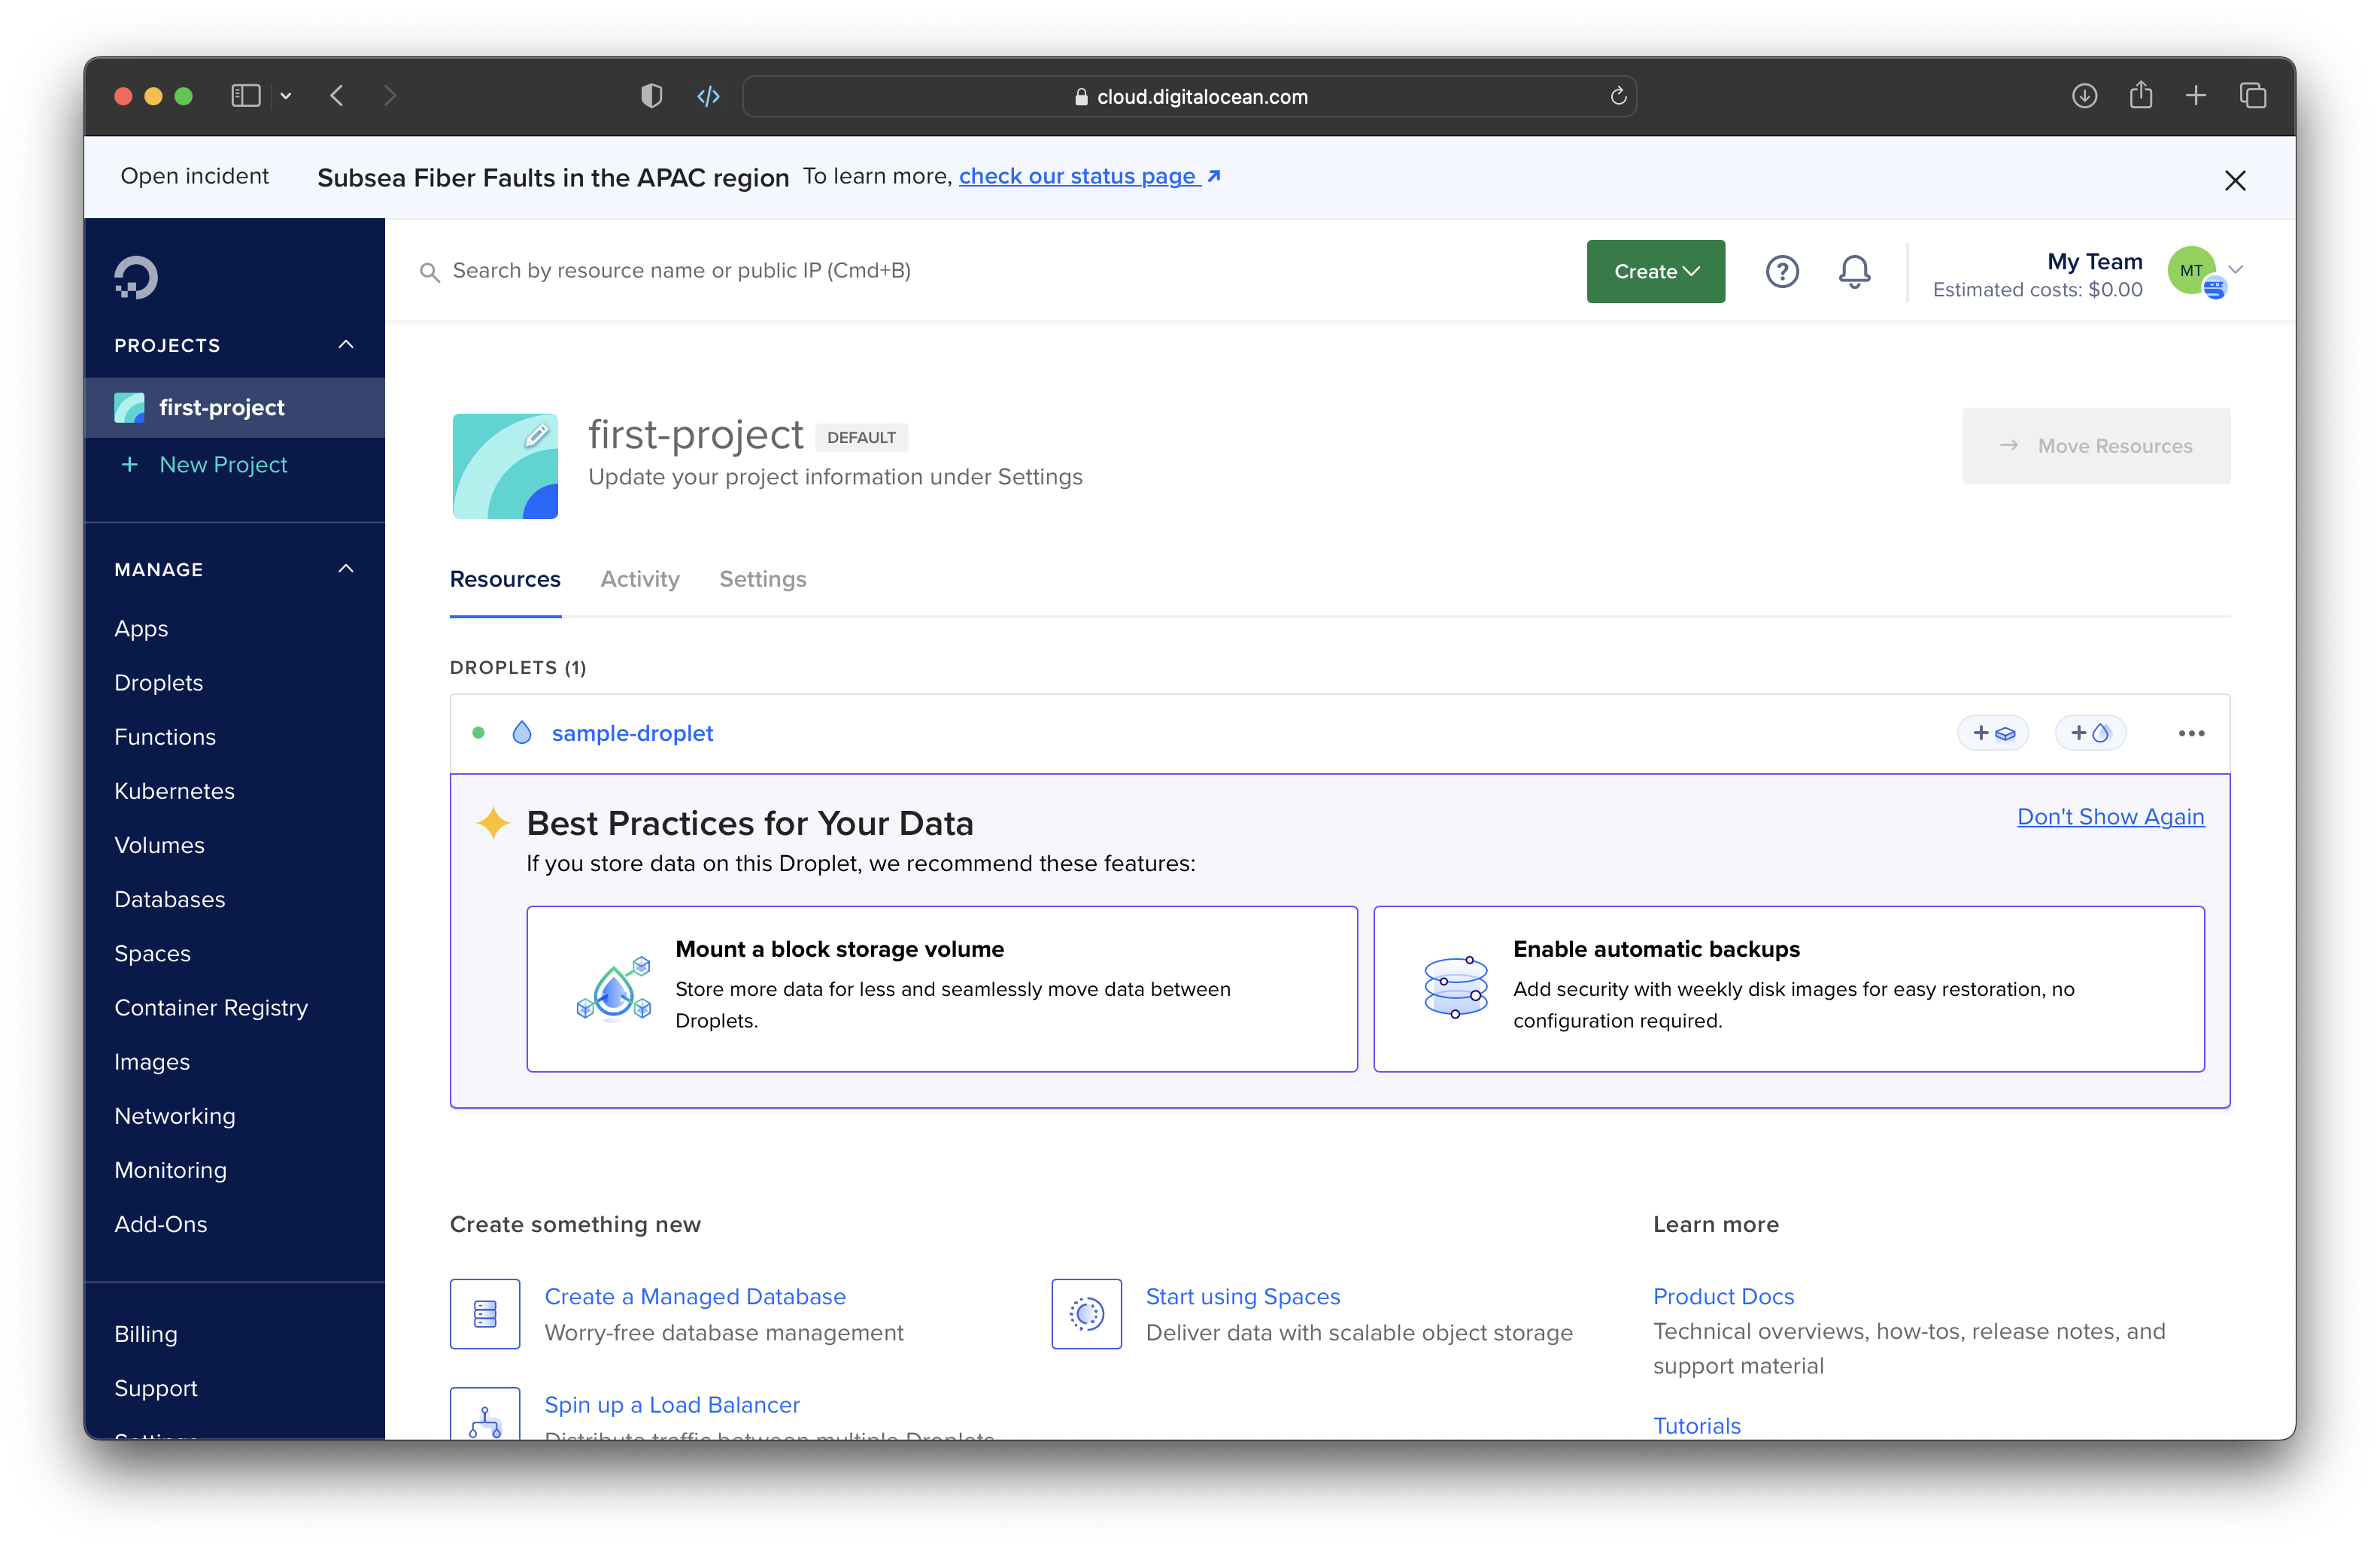 cloud.digitalocean.com
Open incident Subsea Fiber Faults in the APAC region To learn more, check our status page
Search by resource name or public IP (Cmd+B)
Create
My Team
Estimated costs: $0.00
MT
PROJECTS
first-project
New Project
MANAGE
Apps
Droplets
Functions
Kubernetes
Volumes
Databases
Spaces
Container Registry
Images
Networking
Monitoring
Add-Ons
Billing
Support
Settings
first-project DEFAULT
Update your project information under Settings
Move Resources
Resources Activity Settings
DROPLETS (1)
sample-droplet
Best Practices for Your Data
Don't Show Again
If you store data on this Droplet, we recommend these features:
Mount a block storage volume
Store more data for less and seamlessly move data between
Droplets.
Enable automatic backups
Add security with weekly disk images for easy restoration, no
configuration required.
Create something new
Create a Managed Database
Worry-free database management
Start using Spaces
Deliver data with scalable object storage
Spin up a Load Balancer
Distribute traffic between multiple Droplets
Learn more
Product Docs
Technical overviews, how-tos, release notes, and
support material
Tutorials